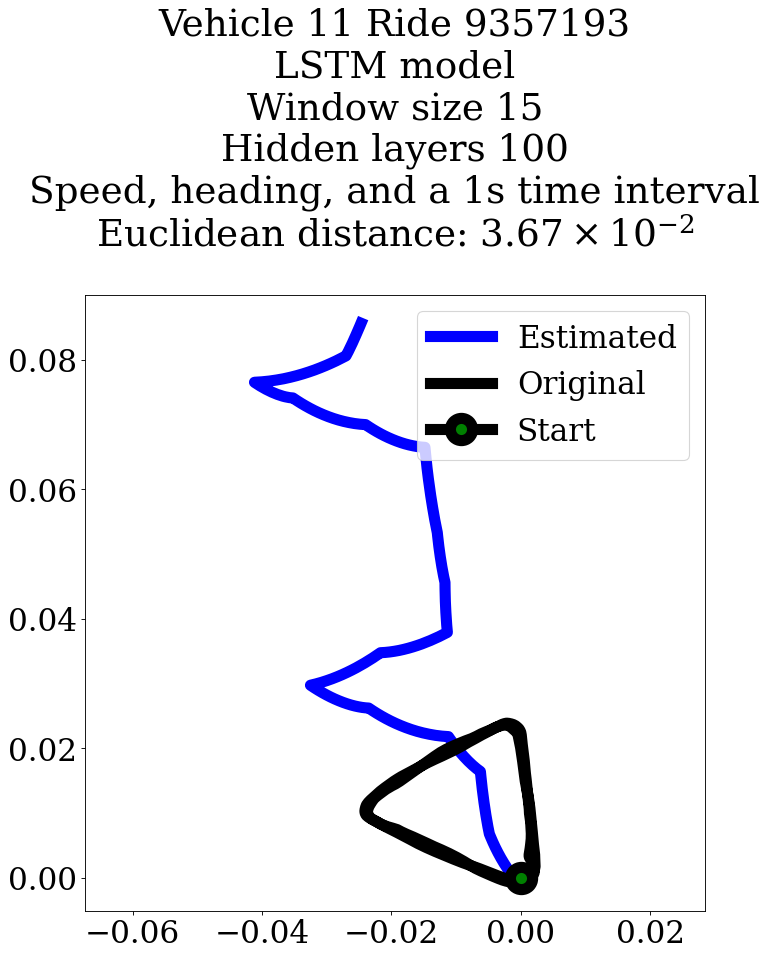 Vehicle 11 Ride 9357193
LSTM model
Window size 15
Hidden layers 100
Speed, heading, and a 1s time interval
Euclidean distance: 3.67 × 10⁻²
Estimated
Original
Start
0.08
0.06
0.04
0.02
0.00
−0.06 −0.04 −0.02 0.00 0.02